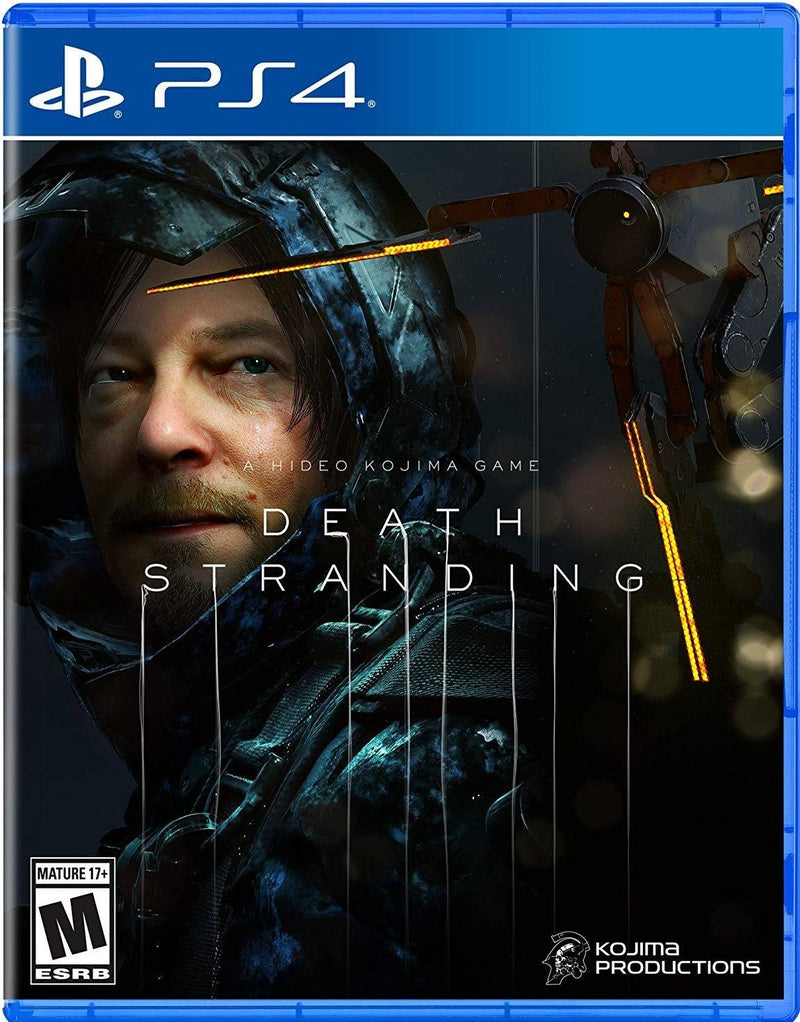 PS4®
A HIDEO KOJIMA GAME
DEATH
STRANDING
MATURE 17+
M
ESRB
KOJIMA
PRODUCTIONS